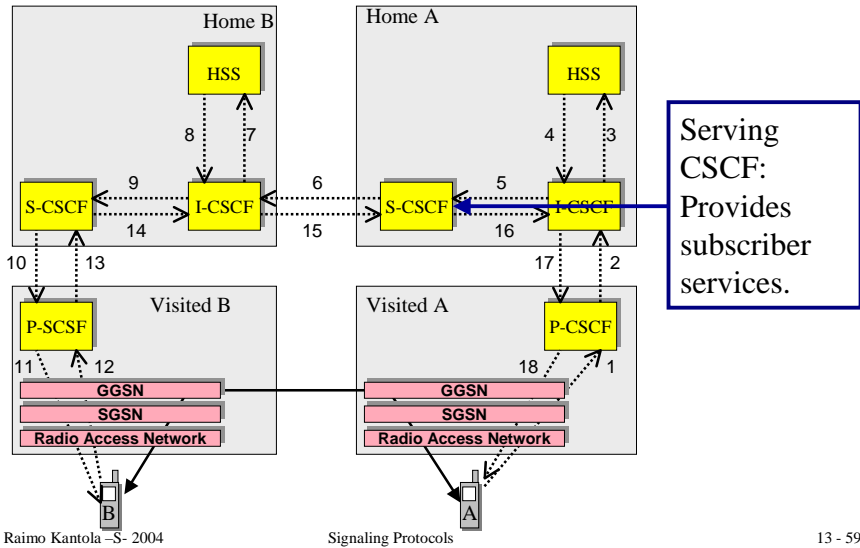 Home B
Home A
HSS
HSS
8
7
4
3
Serving
CSCF:
Provides
subscriber
services.
9
6
5
S-CSCF
I-CSCF
S-CSCF
I-CSCF
14
15
16
10
13
17
2
Visited B
Visited A
P-SCSF
P-CSCF
11
12
18
1
GGSN
GGSN
SGSN
SGSN
Radio Access Network
Radio Access Network
B
A
Raimo Kantola –S- 2004
Signaling Protocols
13 - 59